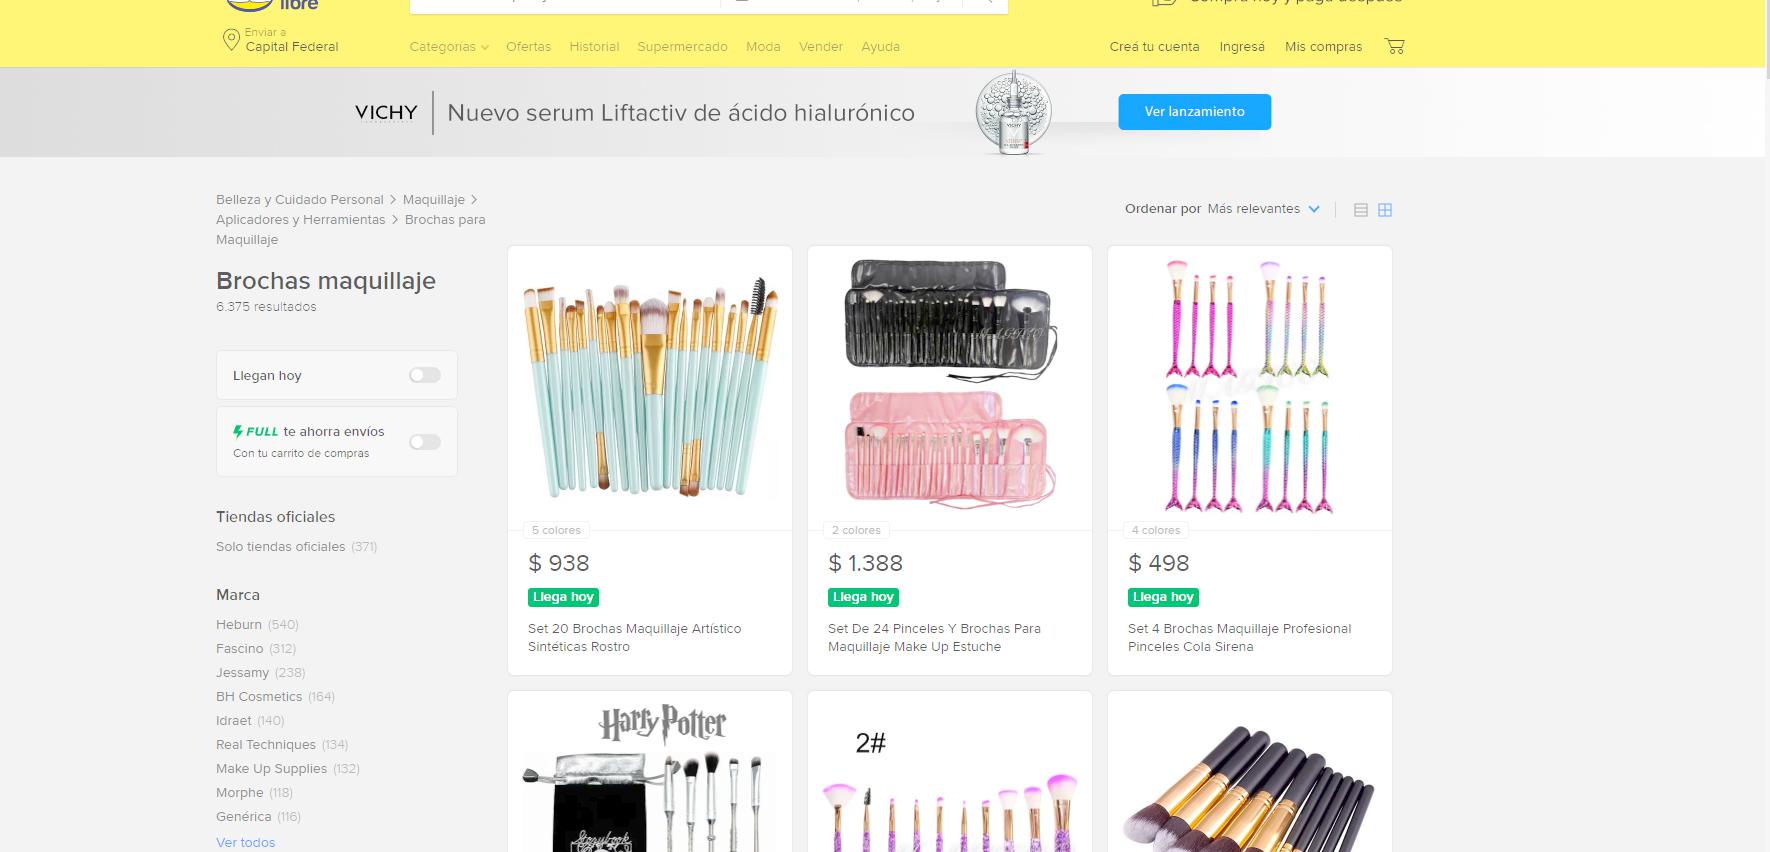 libre
Compra hoy y paga después
Enviar a
Capital Federal
Categorías
Ofertas
Historial
Supermercado
Moda
Vender
Ayuda
Creá tu cuenta
Ingresá
Mis compras
VICHY
Nuevo serum Liftactiv de ácido hialurónico
VICHY
Ver lanzamiento
Belleza y Cuidado Personal > Maquillaje >
Aplicadores y Herramientas > Brochas para
Maquillaje
Ordenar por Más relevantes
Brochas maquillaje
6.375 resultados
Llegan hoy
FULL te ahorra envíos
Con tu carrito de compras
Tiendas oficiales
Solo tiendas oficiales (371)
Marca
Heburn (540)
Fascino (312)
Jessamy (238)
BH Cosmetics (164)
Idraet (140)
Real Techniques (134)
Make Up Supplies (132)
Morphe (118)
Genérica (116)
Ver todos
5 colores
$ 938
Llega hoy
Set 20 Brochas Maquillaje Artístico
Sintéticas Rostro
2 colores
$ 1.388
Llega hoy
Set De 24 Pinceles Y Brochas Para
Maquillaje Make Up Estuche
4 colores
$ 498
Llega hoy
Set 4 Brochas Maquillaje Profesional
Pinceles Cola Sirena
Harry Potter
2#